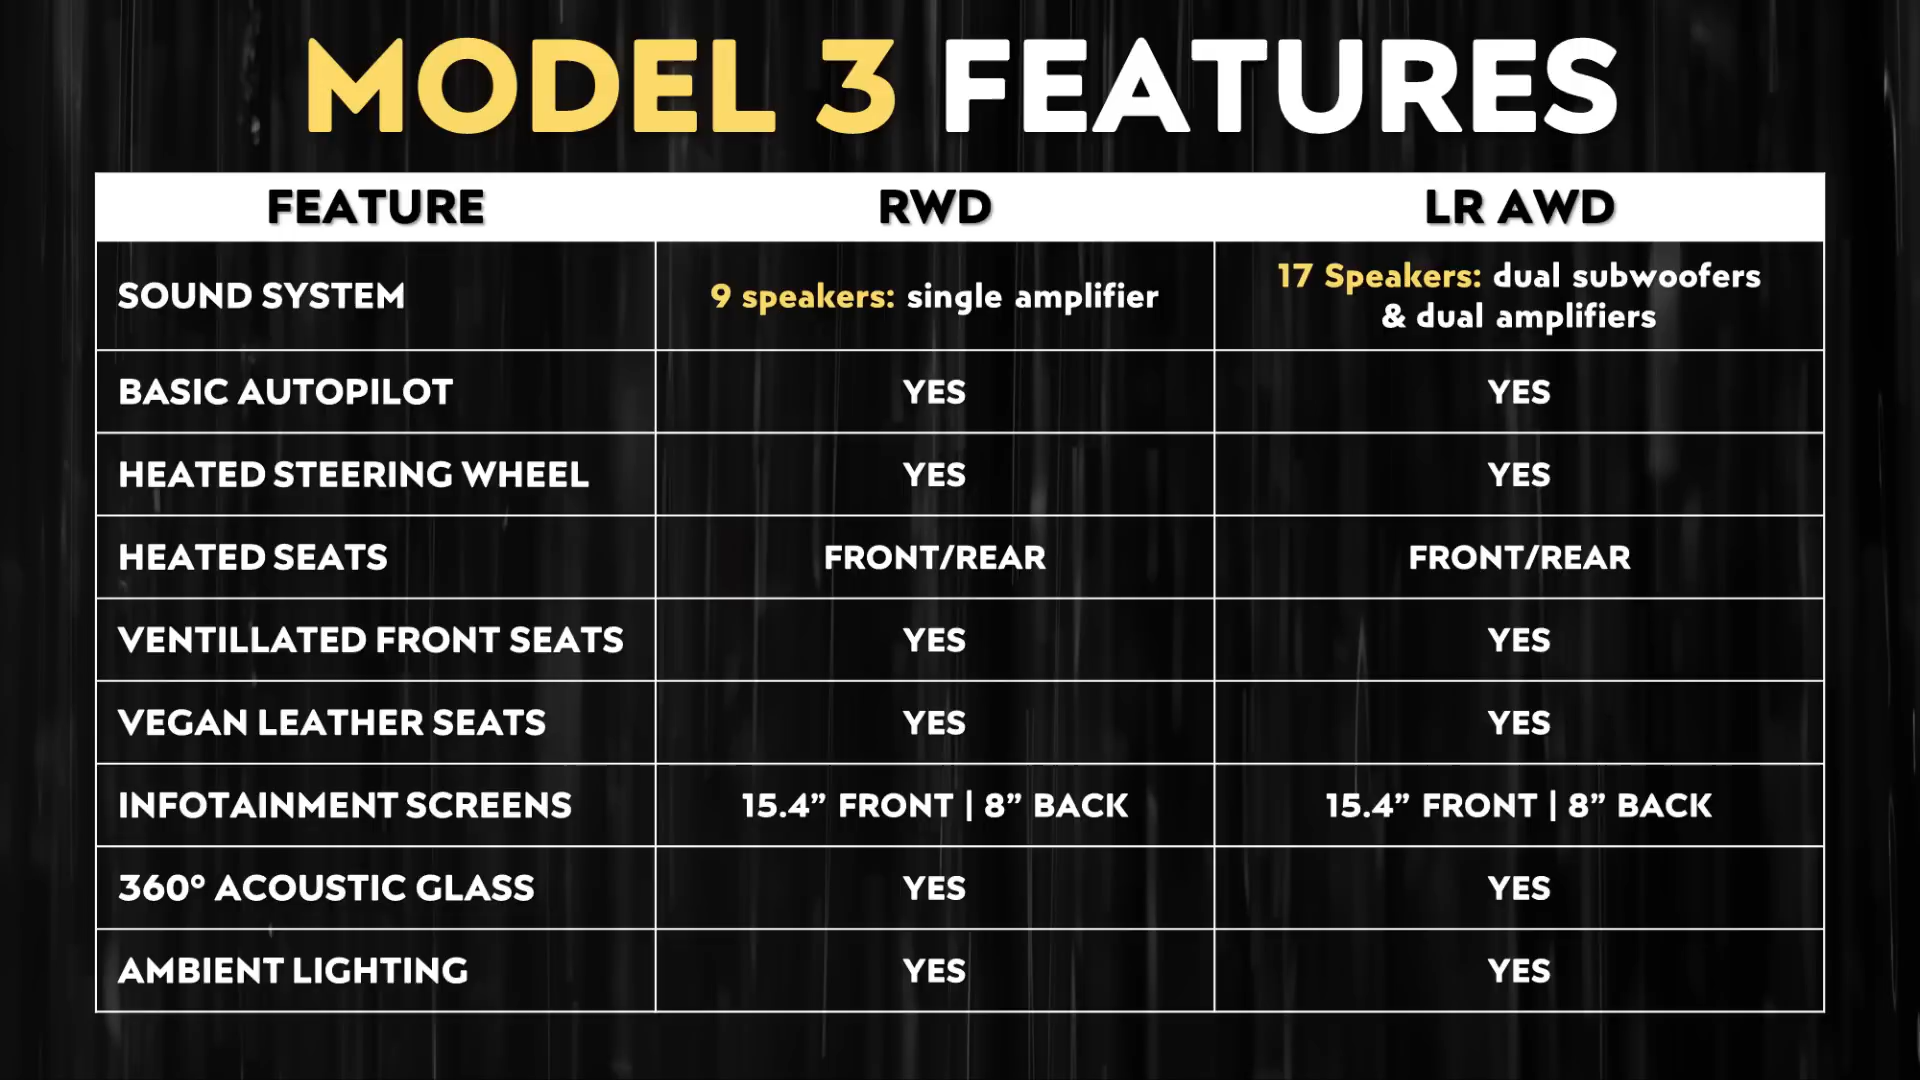 MODEL 3 FEATURES
FEATURE RWD LR AWD
SOUND SYSTEM 9 speakers: single amplifier 17 Speakers: dual subwoofers
& dual amplifiers
BASIC AUTOPILOT YES YES
HEATED STEERING WHEEL YES YES
HEATED SEATS FRONT/REAR FRONT/REAR
VENTILLATED FRONT SEATS YES YES
VEGAN LEATHER SEATS YES YES
INFOTAINMENT SCREENS 15.4” FRONT | 8” BACK 15.4” FRONT | 8” BACK
360° ACOUSTIC GLASS YES YES
AMBIENT LIGHTING YES YES